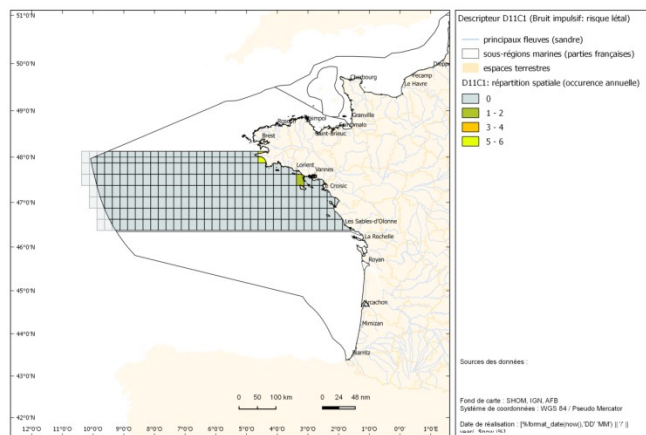 Descripteur D11C1 (Bruit impulsif: risque létal)
principaux fleuves (sandre)
sous-régions marines (parties françaises)
espaces terrestres
D11C1: répartition spatiale (occurence annuelle)
0
1 - 2
3 - 4
5 - 6
Sources des données :
Fond de carte : SHOM, IGN, AFB
Système de coordonnées : WGS 84 / Pseudo Mercator
Date de réalisation : [%format_date(now(),'DD' 'MM') || '/' ||
51°0'N
50°0'N
49°0'N
48°0'N
47°0'N
46°0'N
45°0'N
44°0'N
43°0'N
42°0'N
12°0'O
11°0'O
10°0'O
9°0'O
8°0'O
7°0'O
6°0'O
5°0'O
4°0'O
3°0'O
2°0'O
1°0'O
0°0'E
1°0'E
Dieppe
Fécamp
Le Havre
Cherbourg
Granville
Saint-Brieuc
Brest
Lorient
Vannes
Le Croisic
Les Sables-d'Olonne
La Rochelle
Royan
Arcachon
Mimizan
Biarritz
0 50 100 km
0 24 48 nm